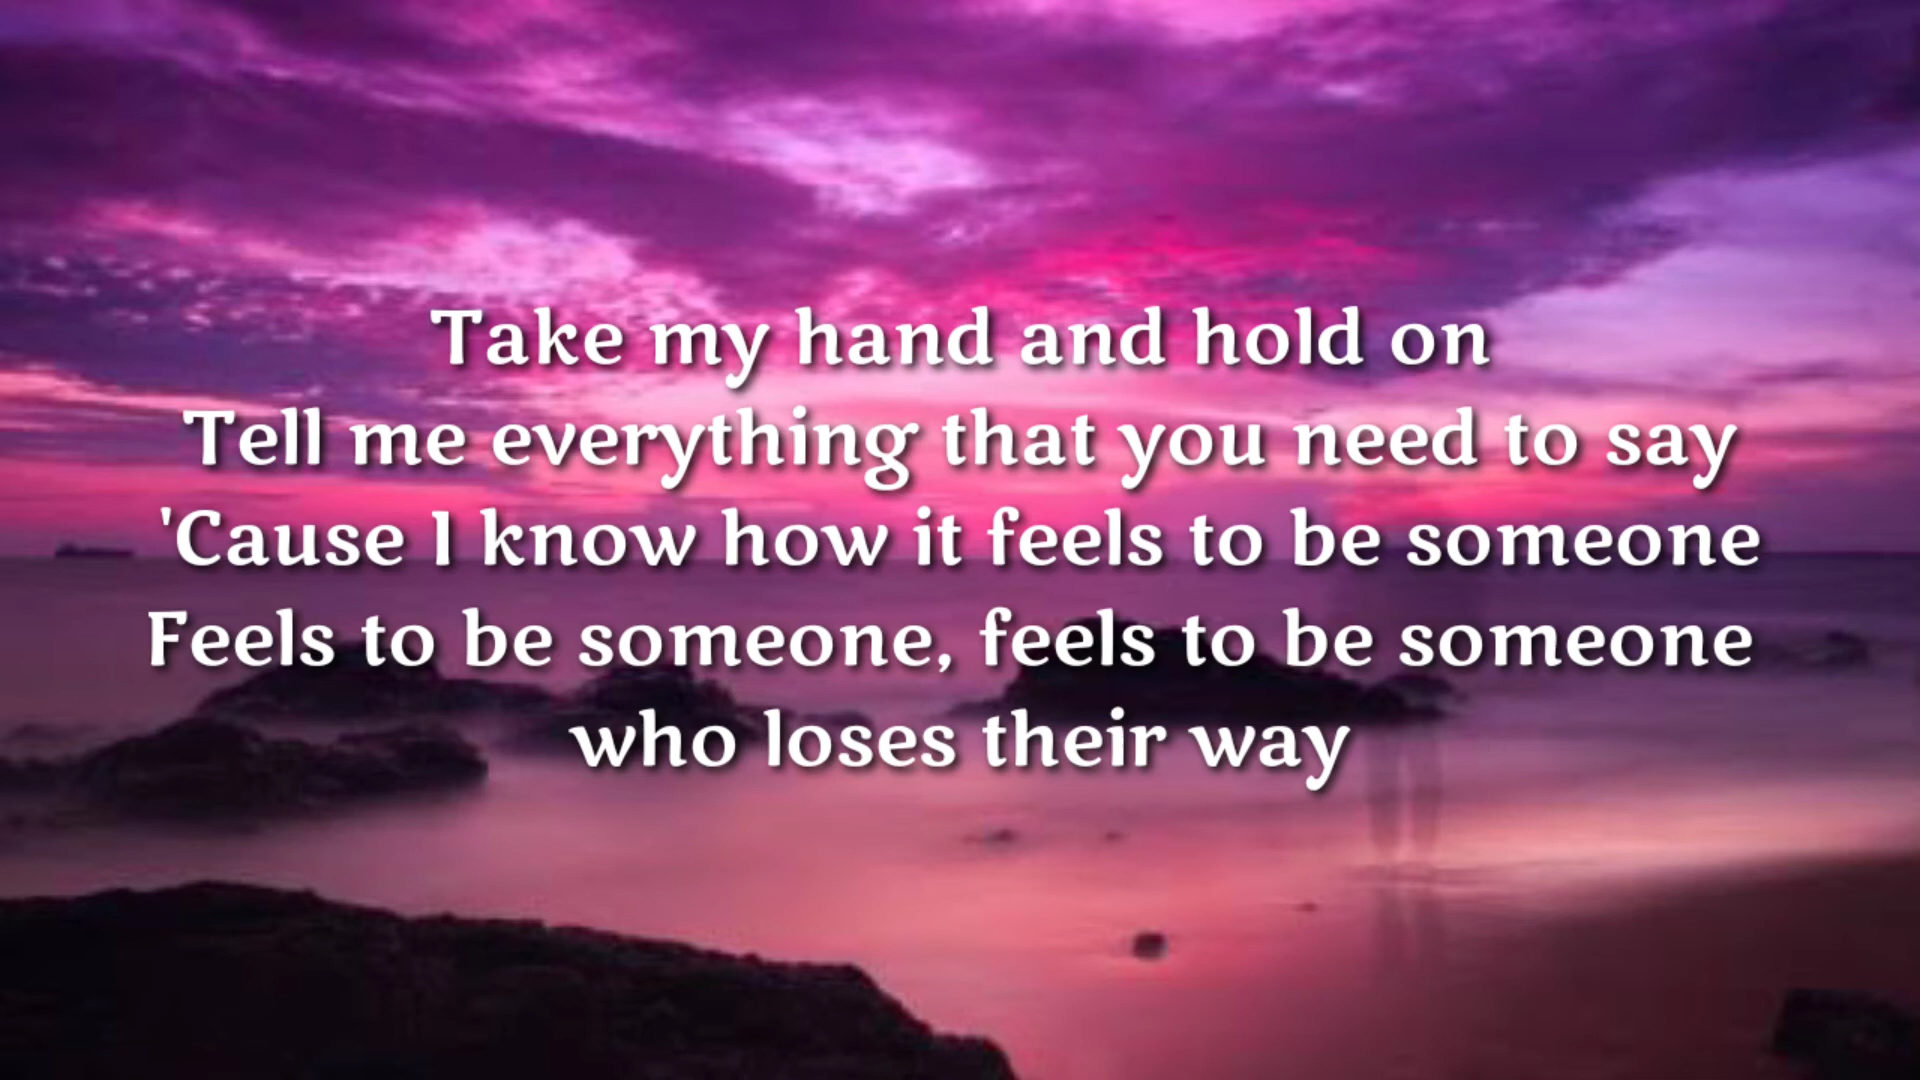 Take my hand and hold on
Tell me everything that you need to say
'Cause I know how it feels to be someone
Feels to be someone, feels to be someone
who loses their way